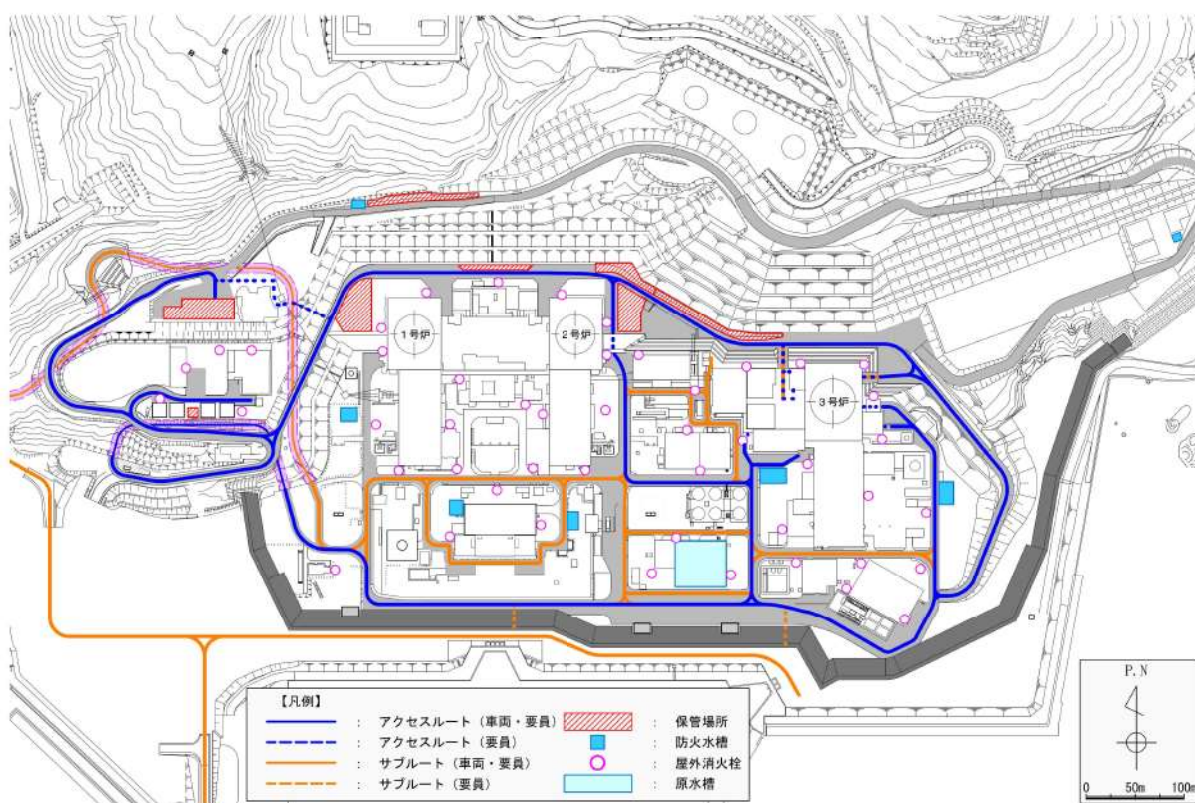 1号炉
2号炉
3号炉
【凡例】
: アクセスルート (車両・要員)
: アクセスルート (要員)
: サブルート (車両・要員)
: サブルート (要員)
: 保管場所
: 防火水槽
: 屋外消火栓
: 原水槽
P.N
0 50m 100m